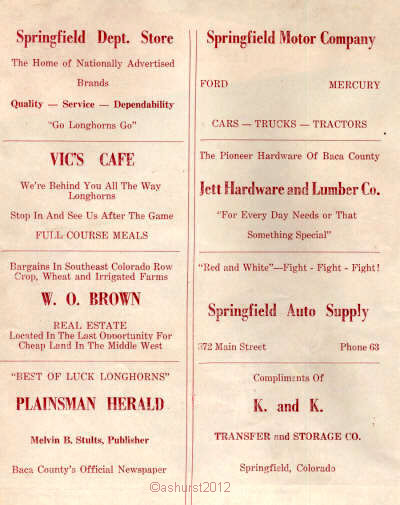 Springfield Dept. Store
The Home of Nationally Advertised
Brands
Quality — Service — Dependability
"Go Longhorns Go"
VIC'S CAFE
We're Behind You All The Way
Longhorns
Stop In And See Us After The Game
FULL COURSE MEALS
Bargains In Southeast Colorado Row
Crop, Wheat and Irrigated Farms
W. O. BROWN
REAL ESTATE
Located In The Last Opportunity For
Cheap Land In The Middle West
"BEST OF LUCK LONGHORNS"
PLAINSMAN HERALD
Melvin B. Stults, Publisher
Baca County's Official Newspaper
Springfield Motor Company
FORD MERCURY
CARS — TRUCKS — TRACTORS
The Pioneer Hardware Of Baca County
Jett Hardware and Lumber Co.
"For Every Day Needs or That
Something Special"
"Red and White"—Fight - Fight - Fight!
Springfield Auto Supply
372 Main Street Phone 63
Compliments Of
K. and K.
TRANSFER and STORAGE CO.
Springfield, Colorado
©ashurst2012